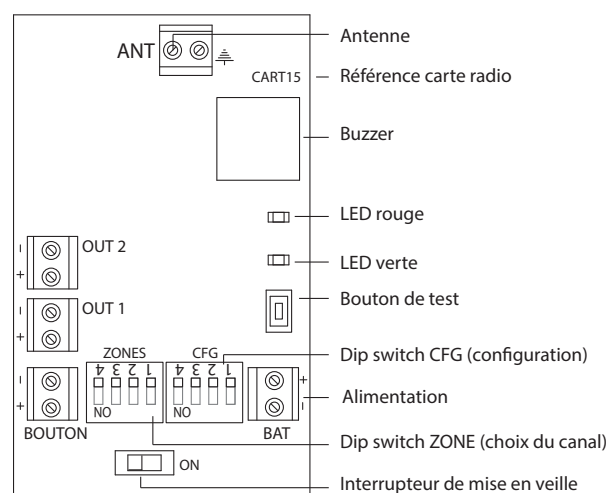 ANT
Antenne
CART15
Référence carte radio
Buzzer
LED rouge
OUT 2
LED verte
Bouton de test
OUT 1
ZONES
CFG
Dip switch CFG (configuration)
- +
- +
- +
4 3 2 1
4 3 2 1
+ -
NO
NO
Alimentation
BOUTON
BAT
Dip switch ZONE (choix du canal)
ON
Interrupteur de mise en veille